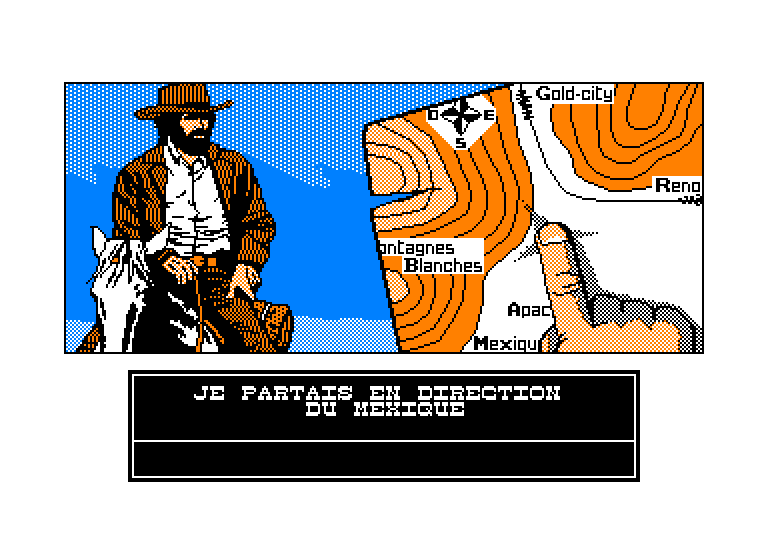 Gold-city
O E
S
Reno
ontagnes
Blanches
Apac
Mexiqu
JE PARTAIS EN DIRECTION
DU MEXIQUE